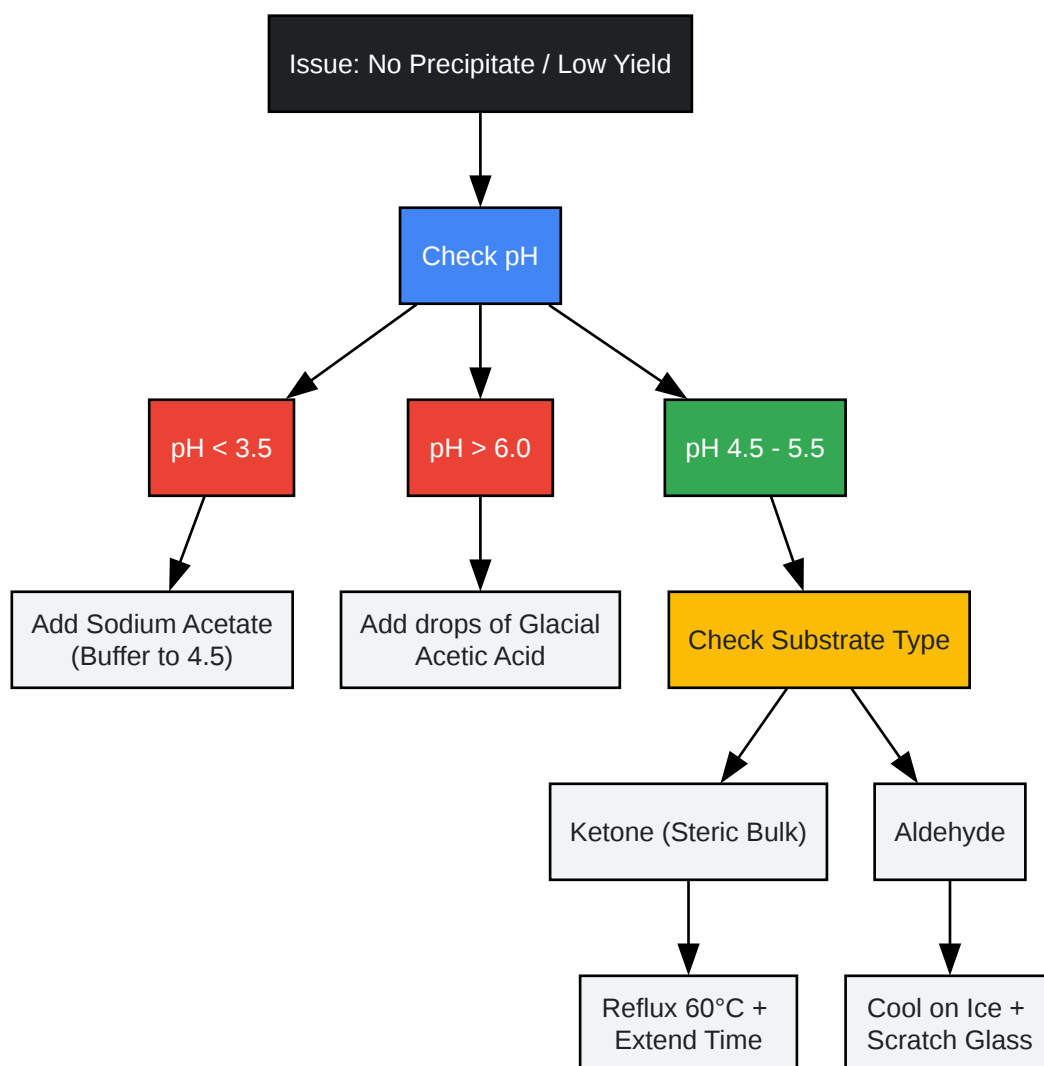 Issue: No Precipitate / Low Yield
Check pH
pH < 3.5
pH > 6.0
pH 4.5 - 5.5
Add Sodium Acetate
(Buffer to 4.5)
Add drops of Glacial
Acetic Acid
Check Substrate Type
Ketone (Steric Bulk)
Aldehyde
Reflux 60°C +
Extend Time
Cool on Ice +
Scratch Glass